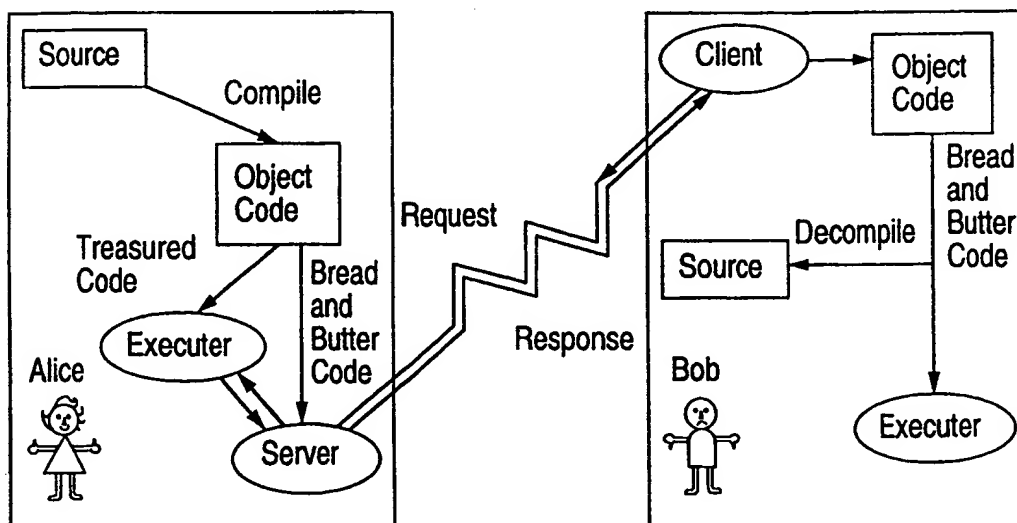 Source
Compile
Object
Code
Treasured
Code
Bread
and
Butter
Code
Executer
Alice
Server
Request
Response
Client
Object
Code
Bread
and
Butter
Code
Decompile
Source
Bob
Executer